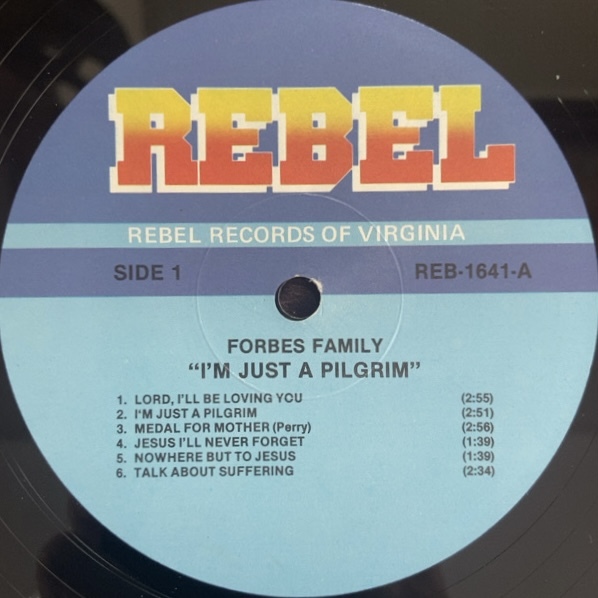 REBEL
REBEL RECORDS OF VIRGINIA
SIDE 1 REB-1641-A
FORBES FAMILY
“I'M JUST A PILGRIM”
1. LORD, I'LL BE LOVING YOU (2:55)
2. I'M JUST A PILGRIM (2:51)
3. MEDAL FOR MOTHER (Perry) (2:56)
4. JESUS I'LL NEVER FORGET (1:39)
5. NOWHERE BUT TO JESUS (1:39)
6. TALK ABOUT SUFFERING (2:34)